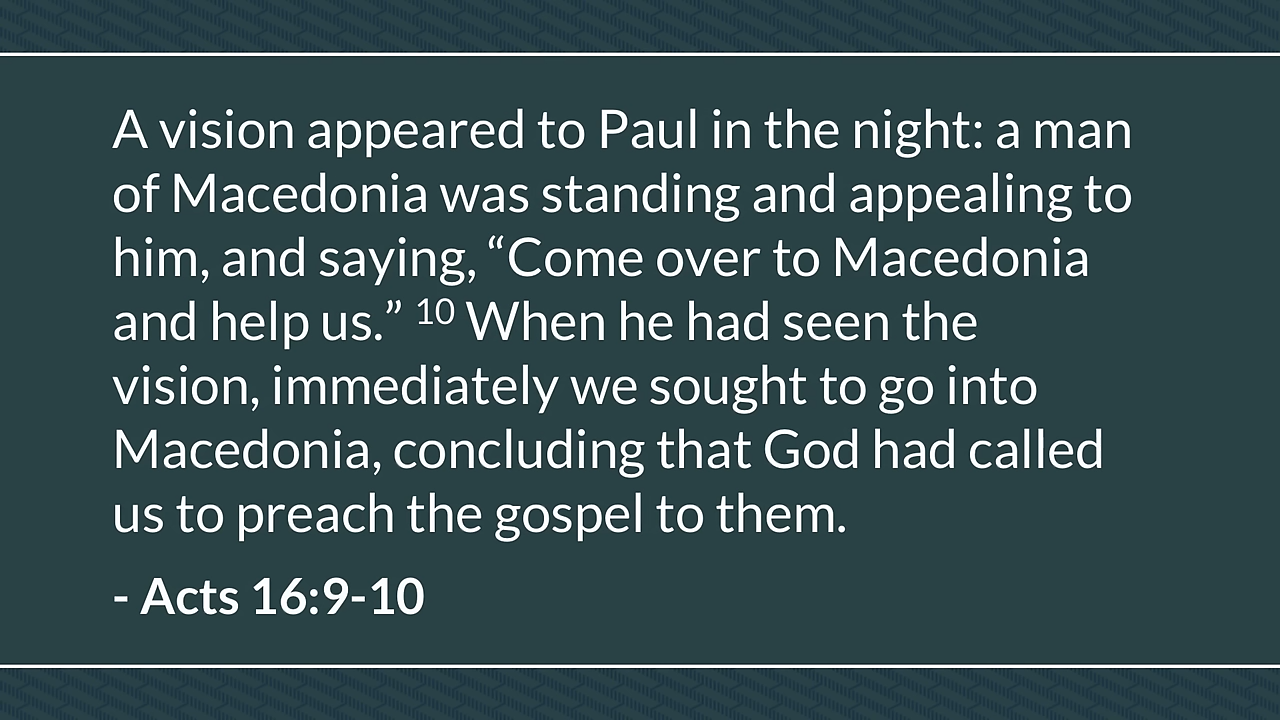 A vision appeared to Paul in the night: a man
of Macedonia was standing and appealing to
him, and saying, “Come over to Macedonia
and help us.” 10 When he had seen the
vision, immediately we sought to go into
Macedonia, concluding that God had called
us to preach the gospel to them.
- Acts 16:9-10